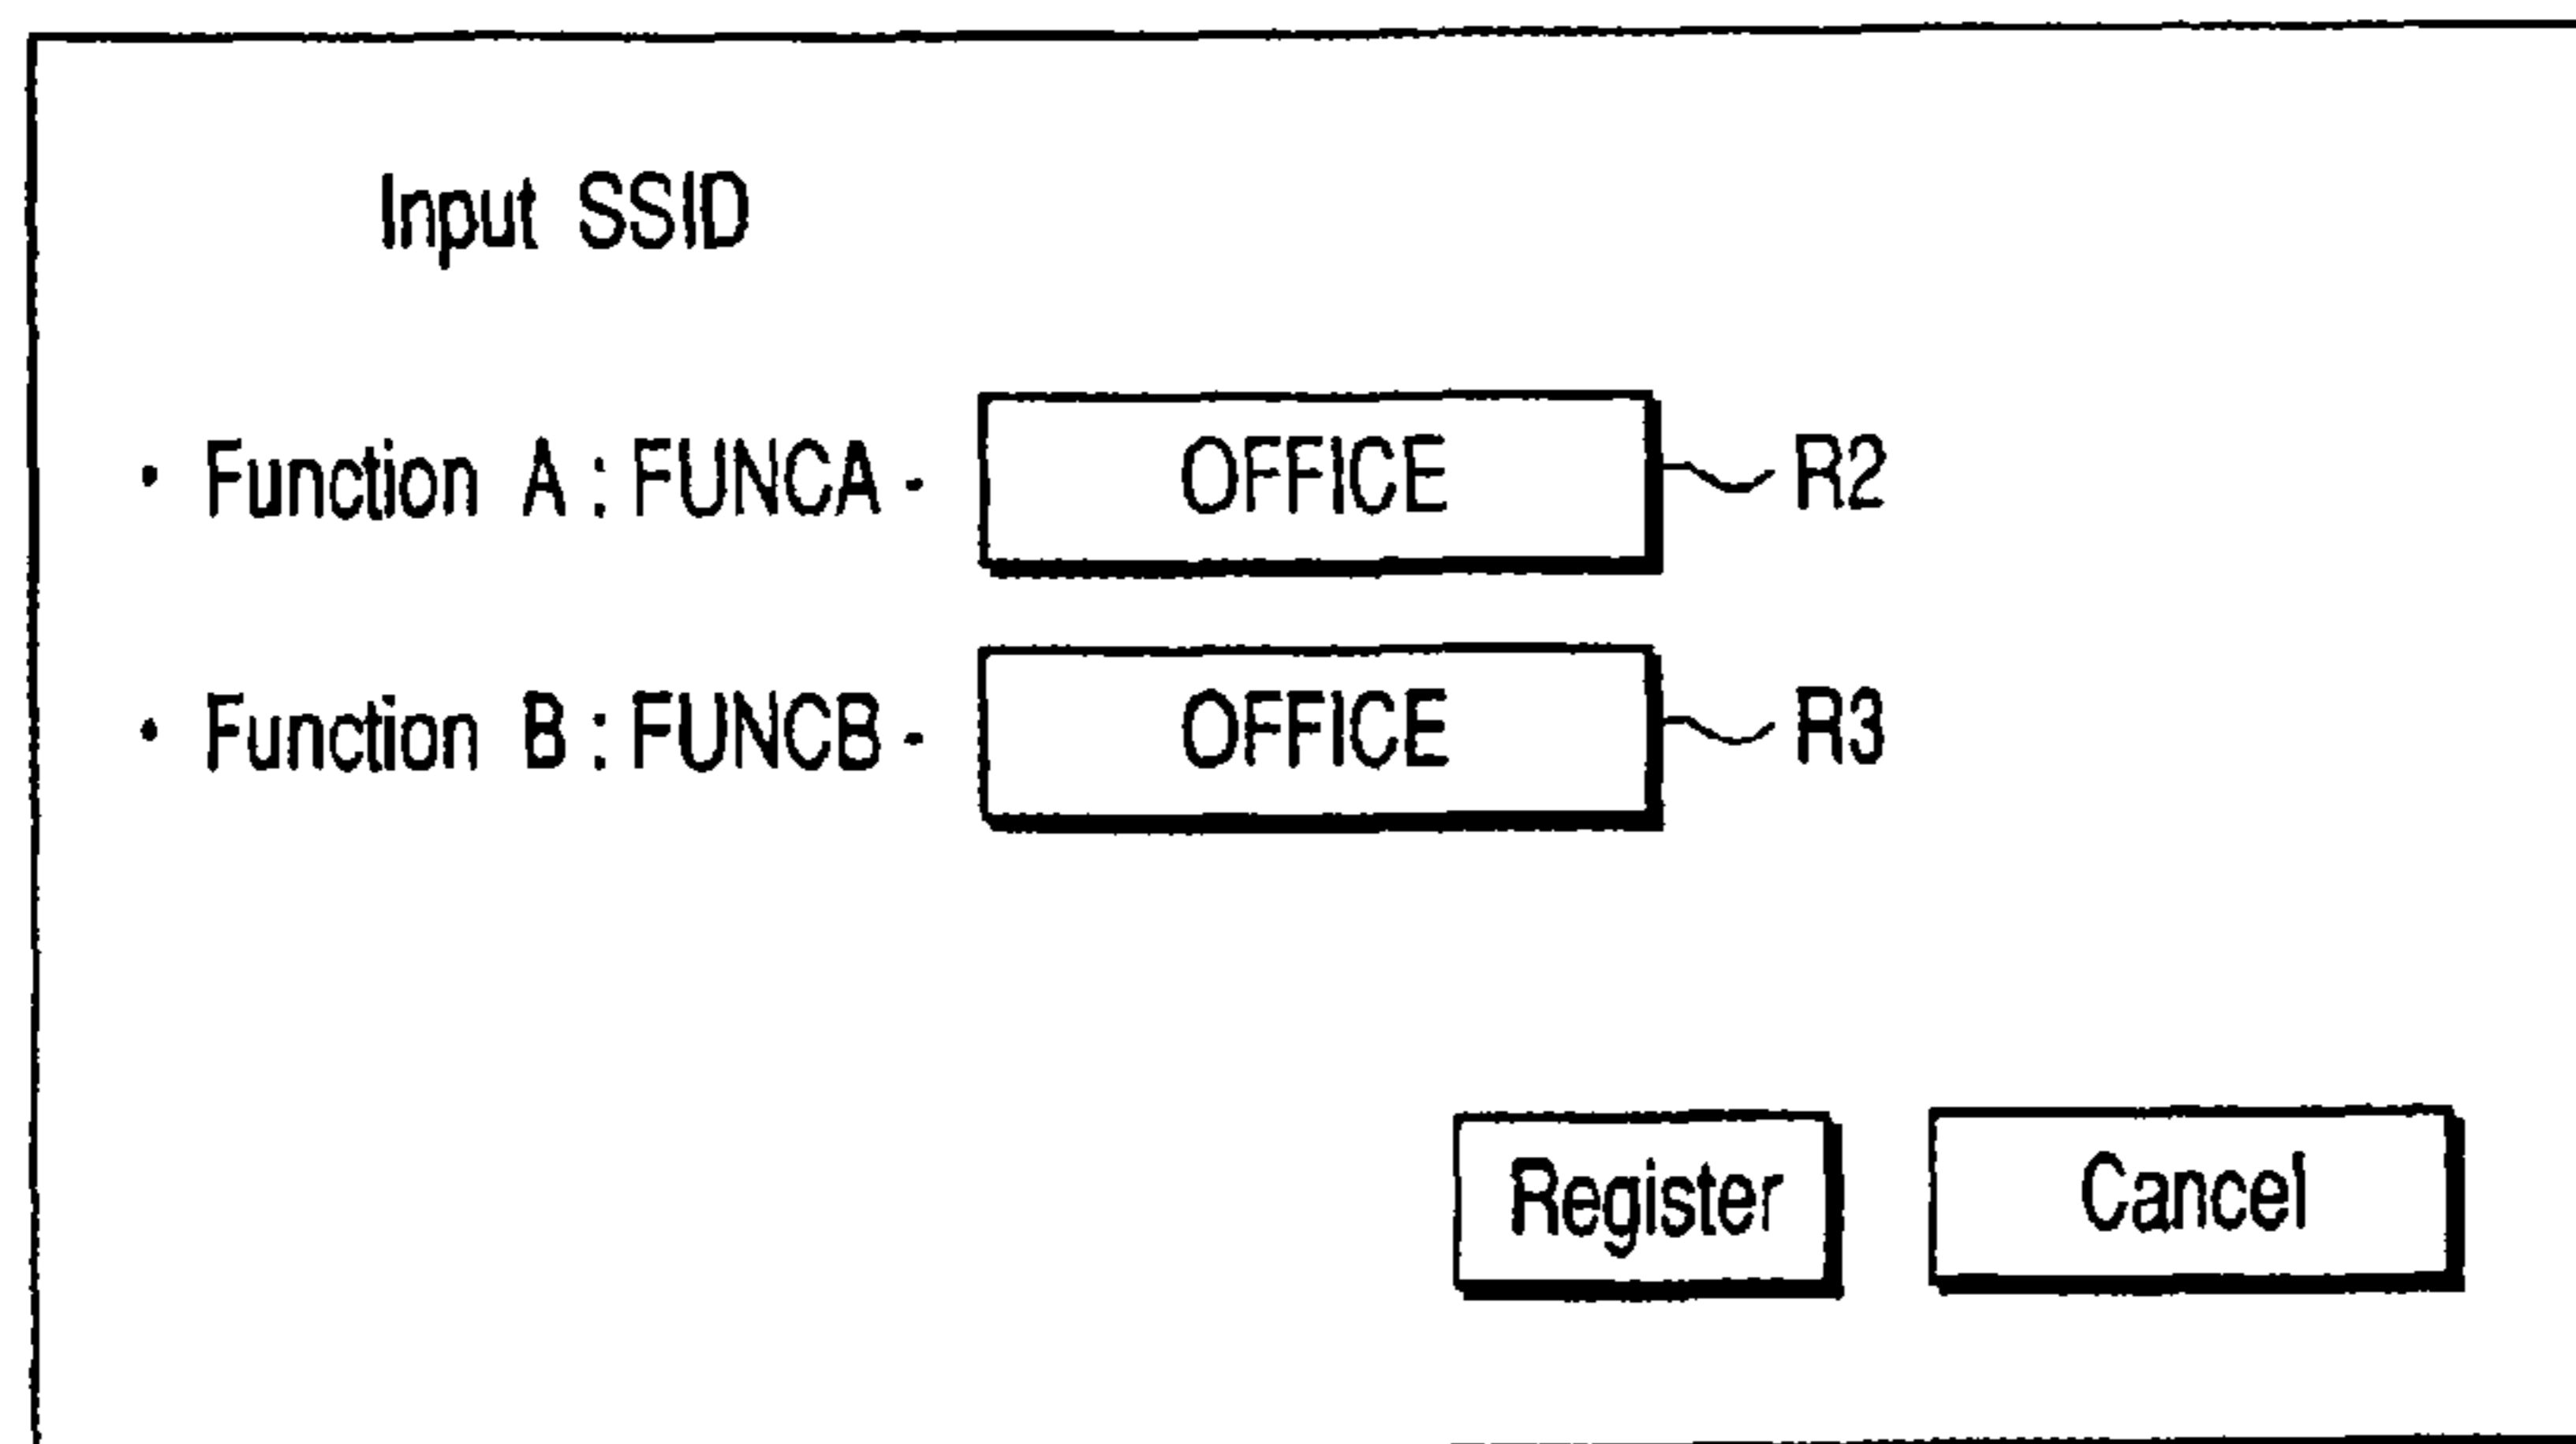 Input SSID
• Function A : FUNCA - OFFICE R2
• Function B : FUNCB - OFFICE R3
Register Cancel